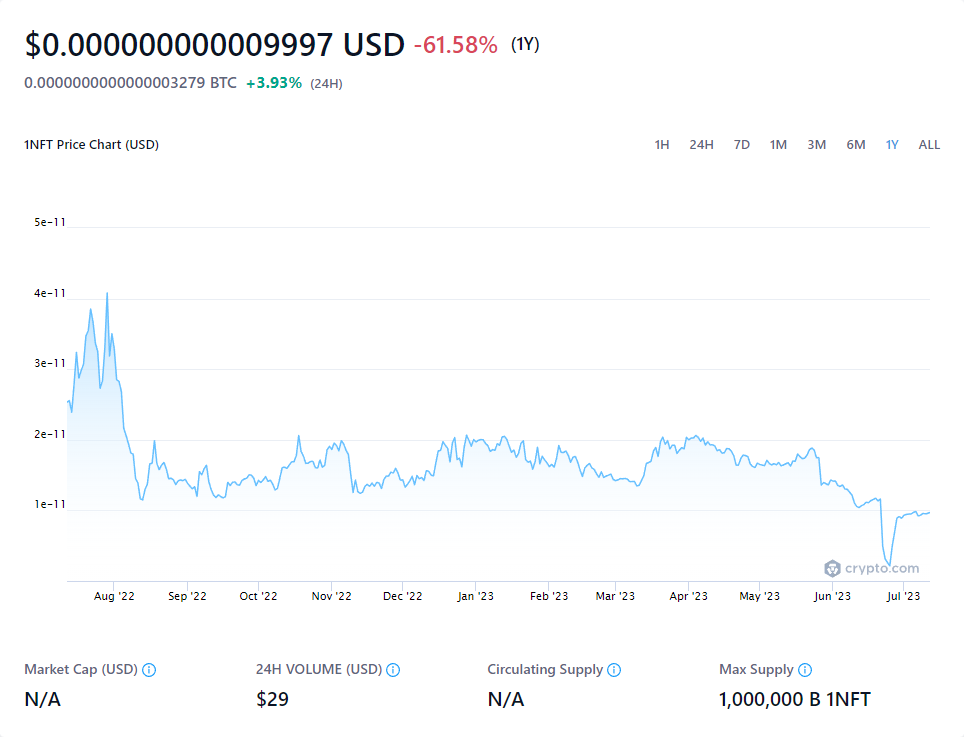 $0.000000000009997 USD -61.58% (1Y)
0.0000000000000003279 BTC +3.93% (24H)
1NFT Price Chart (USD) 1H 24H 7D 1M 3M 6M 1Y ALL
5e-11
4e-11
3e-11
2e-11
1e-11
crypto.com
Aug '22 Sep '22 Oct '22 Nov '22 Dec '22 Jan '23 Feb '23 Mar '23 Apr '23 May '23 Jun '23 Jul '23
Market Cap (USD) 24H VOLUME (USD) Circulating Supply Max Supply
N/A $29 N/A 1,000,000 B 1NFT